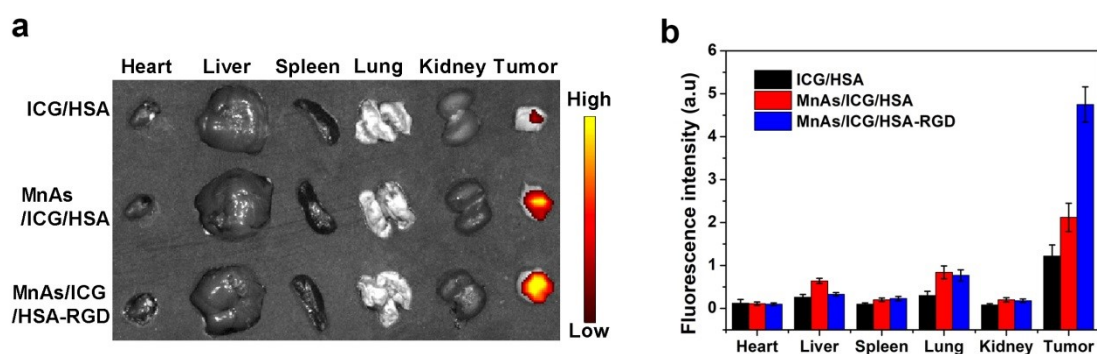 a
Heart Liver Spleen Lung Kidney Tumor
ICG/HSA
MnAs
/ICG/HSA
MnAs/ICG
/HSA-RGD
High
Low
b
Fluorescence intensity (a.u)
6
5
4
3
2
1
0
ICG/HSA
MnAs/ICG/HSA
MnAs/ICG/HSA-RGD
Heart Liver Spleen Lung Kidney Tumor